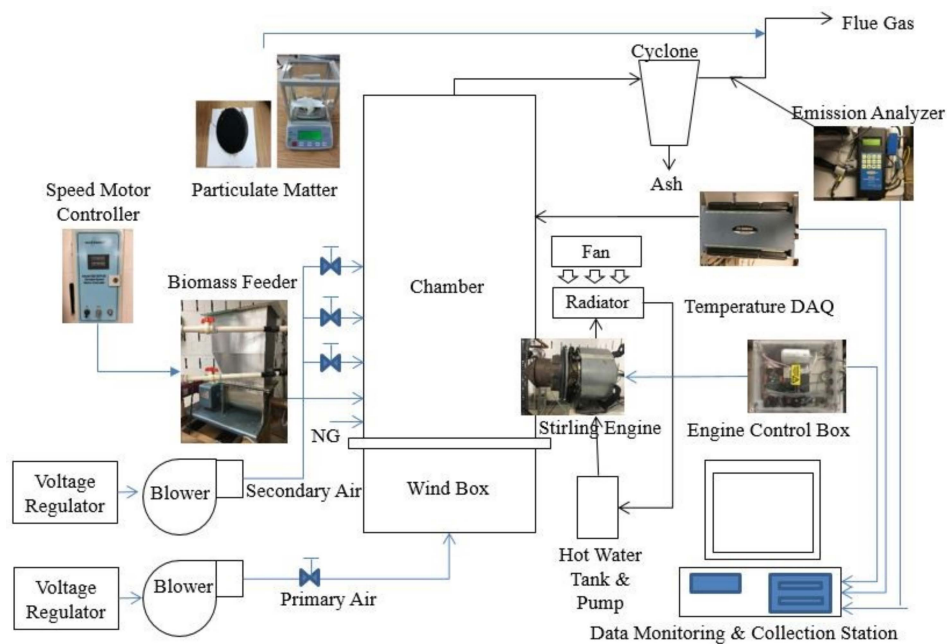 Flue Gas
Cyclone
Emission Analyzer
Ash
Particulate Matter
Speed Motor
Controller
Fan
Biomass Feeder
Chamber
Radiator
Temperature DAQ
NG
Stirling Engine
Engine Control Box
Voltage
Regulator
Blower
Secondary Air
Wind Box
Hot Water
Tank &
Pump
Voltage
Regulator
Blower
Primary Air
Data Monitoring & Collection Station